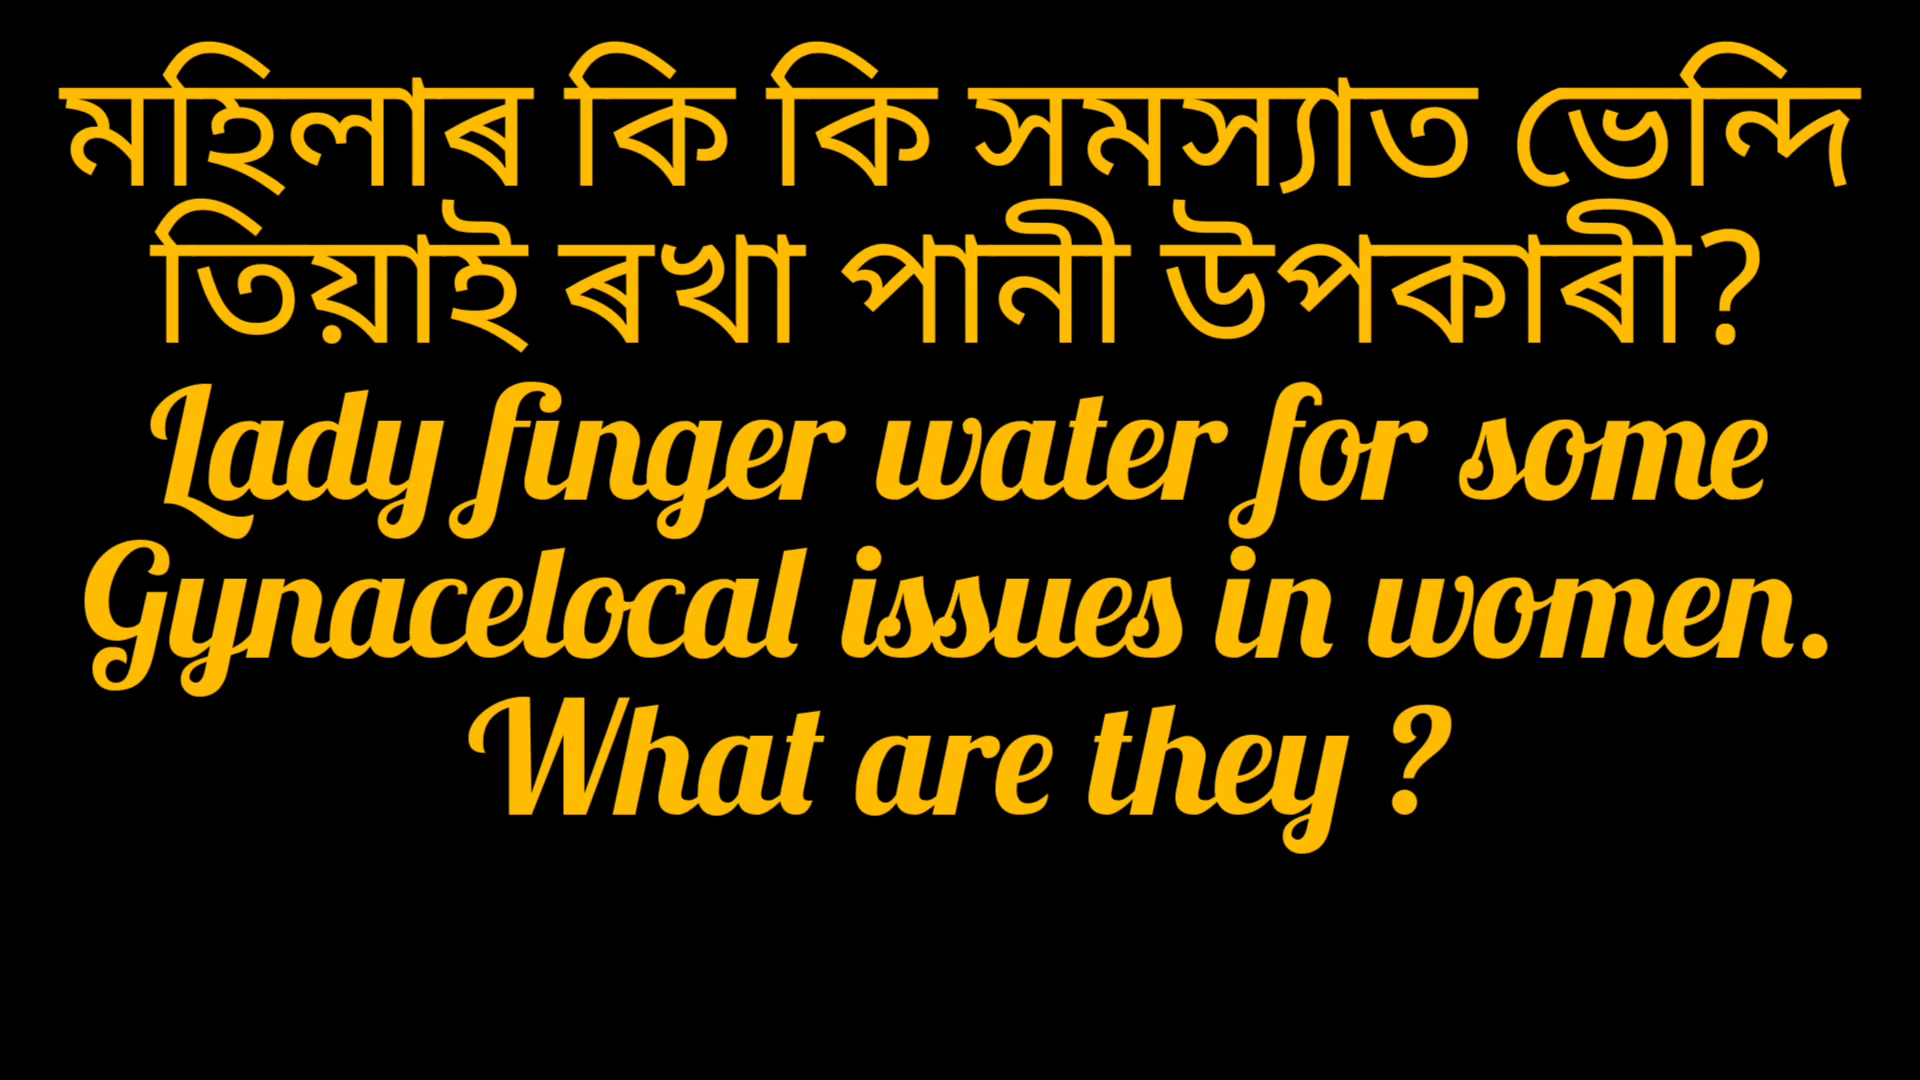 মহিলাৰ কি কি সমস্যাত ভেন্দি
তিয়াই ৰখা পানী উপকাৰী?
Lady finger water for some
Gynacelocal issues in women.
What are they ?